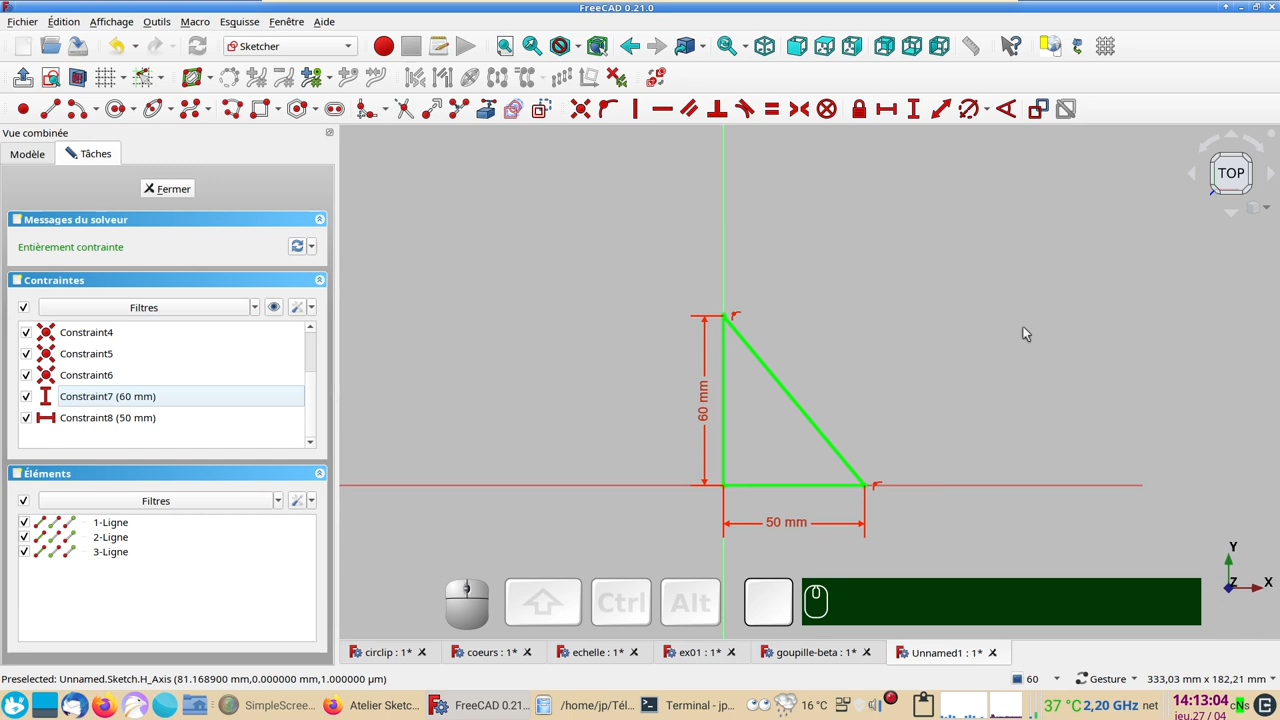 FreeCAD 0.21.0
Fichier Édition Affichage Outils Macro Esquisse Fenêtre Aide
Sketcher
Vue combinée
Modèle Tâches
Fermer
Messages du solveur
Entièrement contrainte
Contraintes
Filtres
Constraint4
Constraint5
Constraint6
Constraint7 (60 mm)
Constraint8 (50 mm)
Éléments
Filtres
1-Ligne
2-Ligne
3-Ligne
TOP
60 mm
50 mm
Y
Z X
Ctrl Alt
circlip : 1* coeurs : 1* echelle : 1* ex01 : 1* goupille-beta : 1* Unnamed1 : 1*
Preselected: Unnamed.Sketch.H_Axis (81.168900 mm,0.000000 mm,1.000000 µm) 60 Gesture 333,03 mm x 182,21 mm
SimpleScree... Atelier Sketc... FreeCAD 0.21... /home/jp/Tél... Terminal - jp... 16 °C 37 °C 2,20 GHz net 14:13:04 cNs
jeu.27 / 04